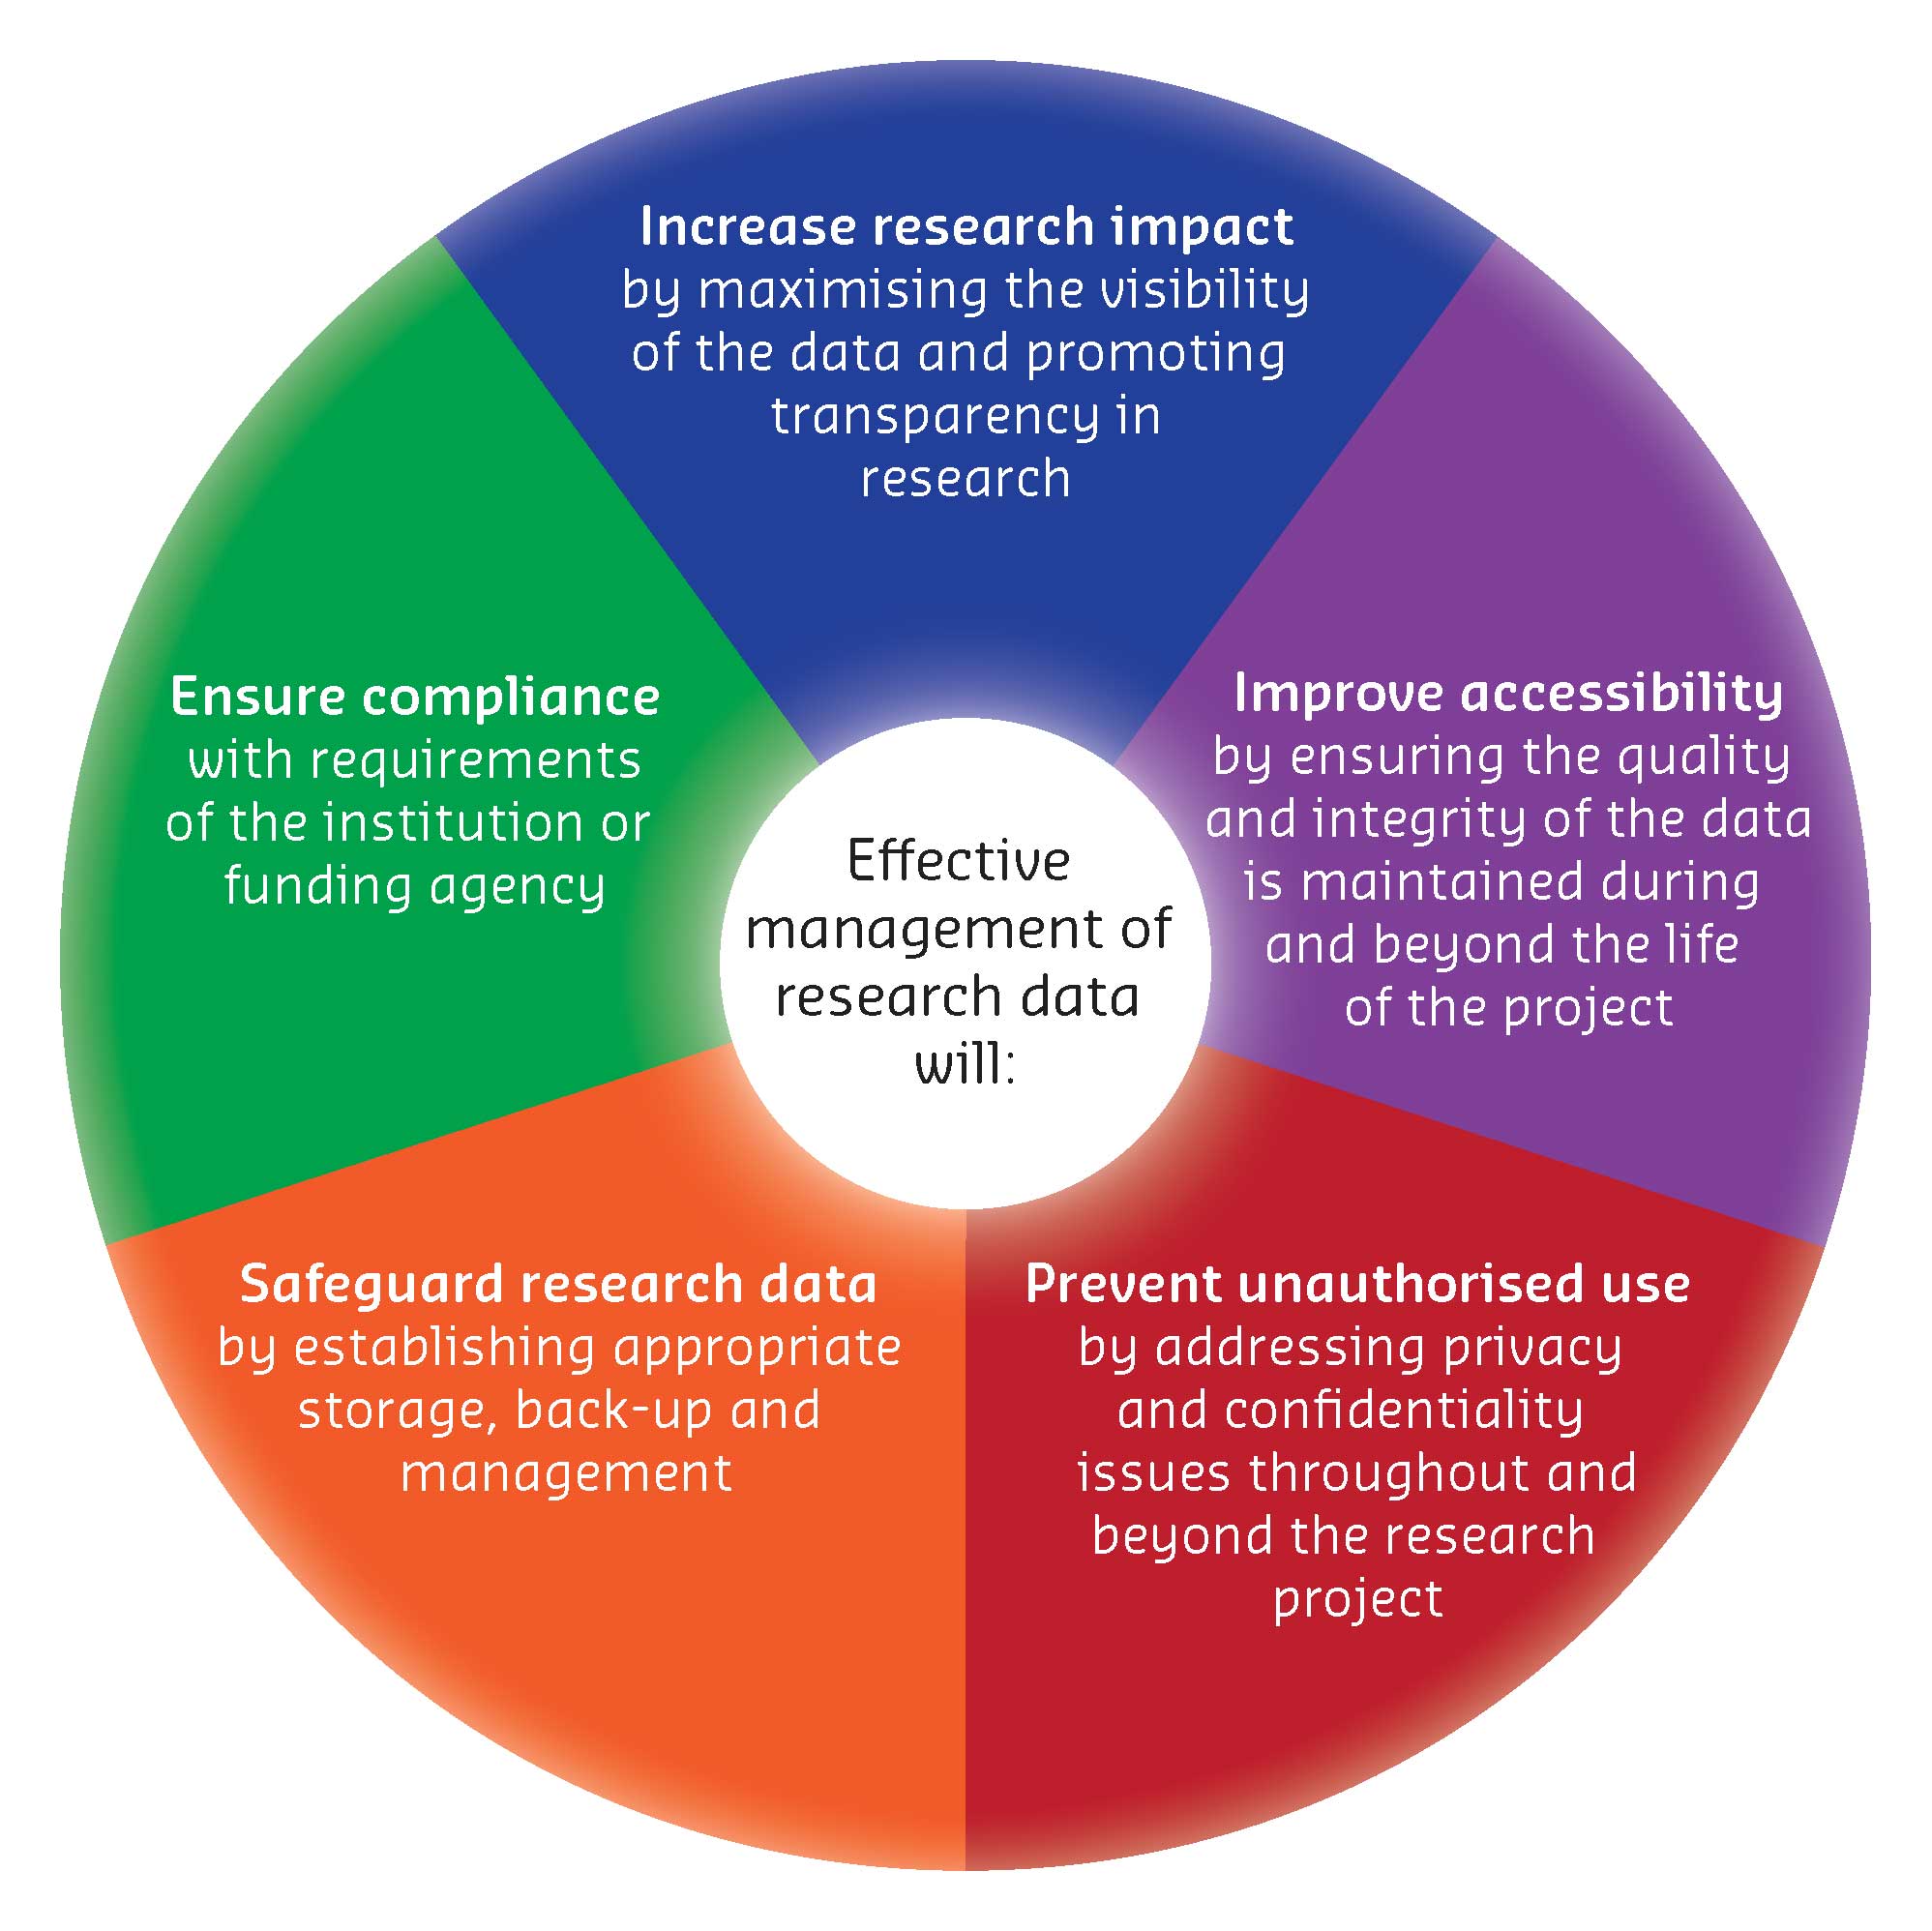 Increase research impact
by maximising the visibility
of the data and promoting
transparency in
research
Improve accessibility
by ensuring the quality
and integrity of the data
is maintained during
and beyond the life
of the project
Prevent unauthorised use
by addressing privacy
and confidentiality
issues throughout and
beyond the research
project
Safeguard research data
by establishing appropriate
storage, back-up and
management
Ensure compliance
with requirements
of the institution or
funding agency
Effective
management of
research data
will: